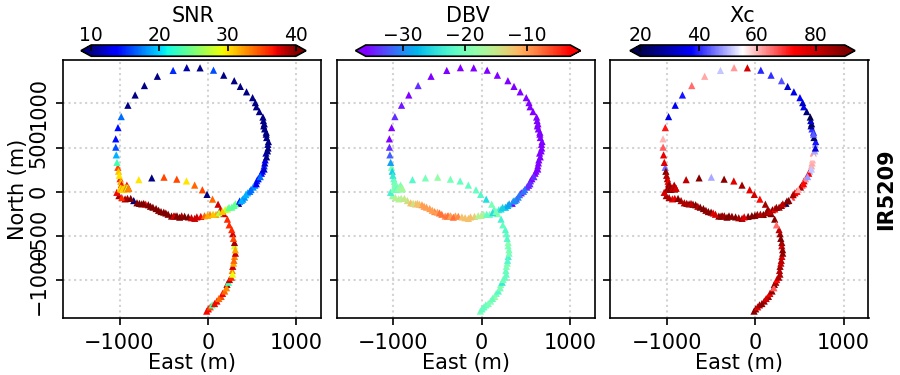 SNR DBV Xc
10 20 30 40 −30 −20 −10 20 40 60 80
North (m)
1000
500
0
−500
−1000
−1000 0 1000 −1000 0 1000 −1000 0 1000
East (m) East (m) East (m)
IR5209